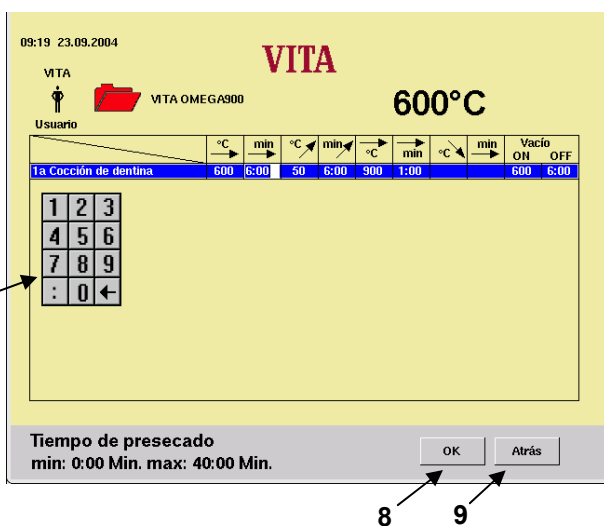 09:19 23.09.2004
VITA
VITA
VITA OMEGA900
600°C
Usuario
°C min °C min °C min °C min Vacío
ON OFF
1a Cocción de dentina 600 6:00 50 6:00 900 1:00 600 6:00
1 2 3
4 5 6
7 8 9
: 0 ←
Tiempo de presecado
min: 0:00 Min. max: 40:00 Min.
OK Atrás
8 9